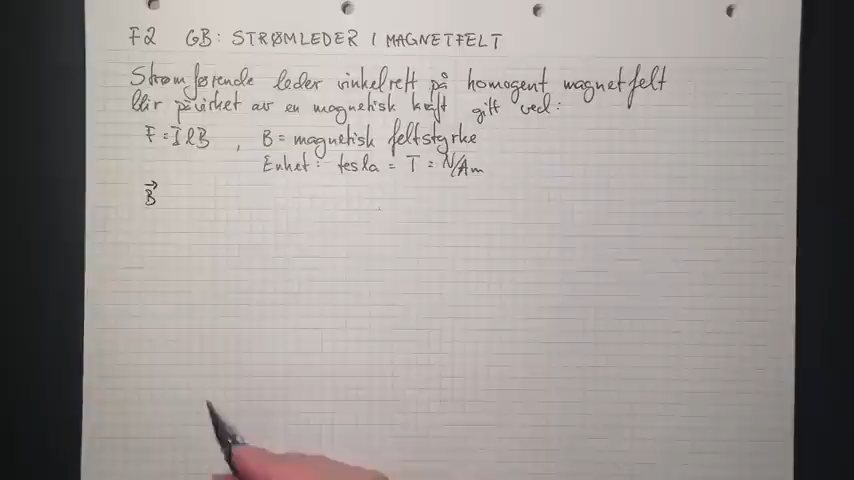 F2 GB: STRØMLEDER I MAGNETFELT
Strømførende leder vinkelrett på homogent magnetfelt
blir påvirket av en magnetisk kraft gitt ved:
F = IlB , B = magnetisk feltstyrke
Enhet: tesla = T = N/Am
B⃗